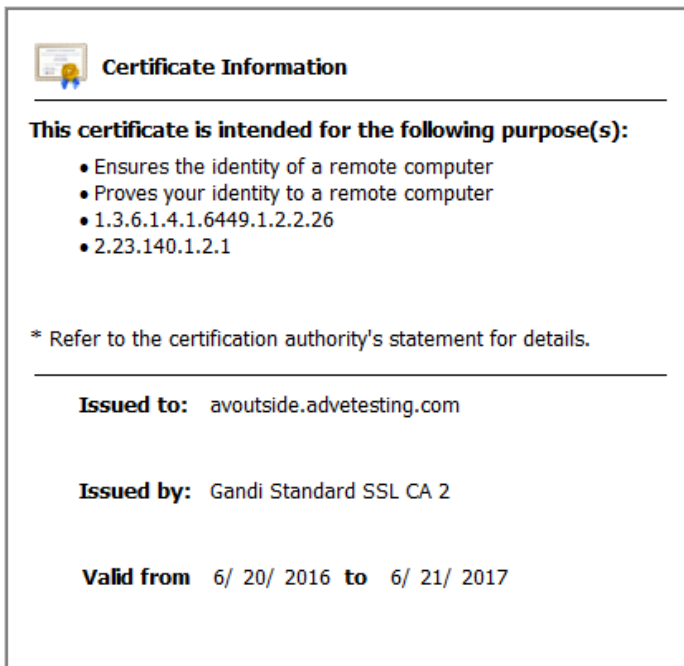 Certificate Information
This certificate is intended for the following purpose(s):
• Ensures the identity of a remote computer
• Proves your identity to a remote computer
• 1.3.6.1.4.1.6449.1.2.2.26
• 2.23.140.1.2.1
* Refer to the certification authority's statement for details.
Issued to: avoutside.advetesting.com
Issued by: Gandi Standard SSL CA 2
Valid from 6/ 20/ 2016 to 6/ 21/ 2017